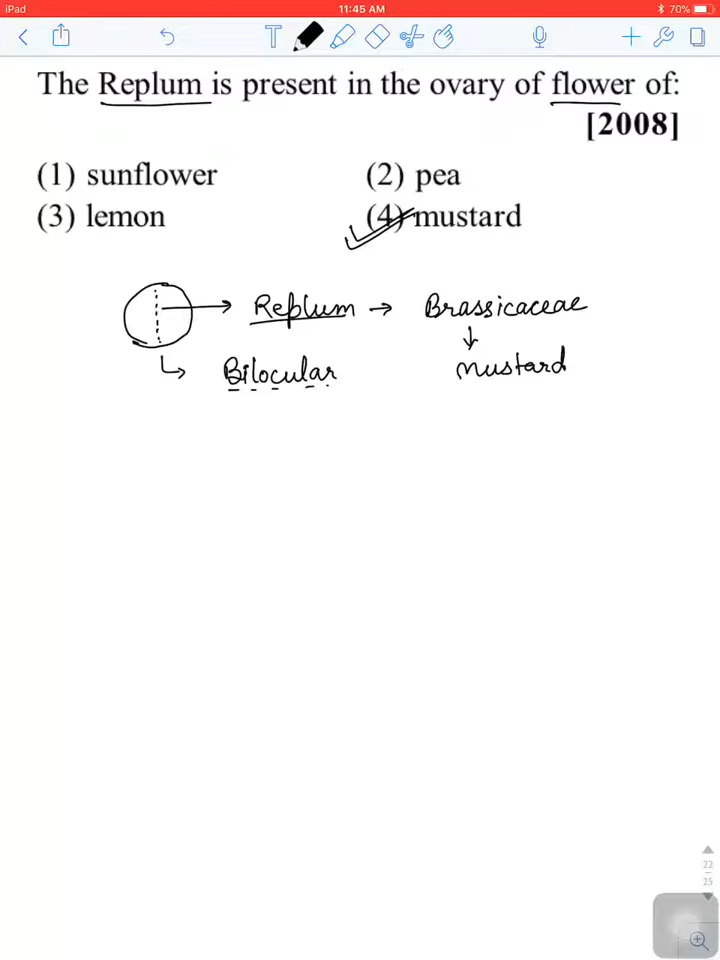 iPad 11:45 AM 70%
T
The Replum is present in the ovary of flower of:
[2008]
(1) sunflower (2) pea
(3) lemon (4) mustard
Replum → Brassicaceae
Bilocular mustard
22
25